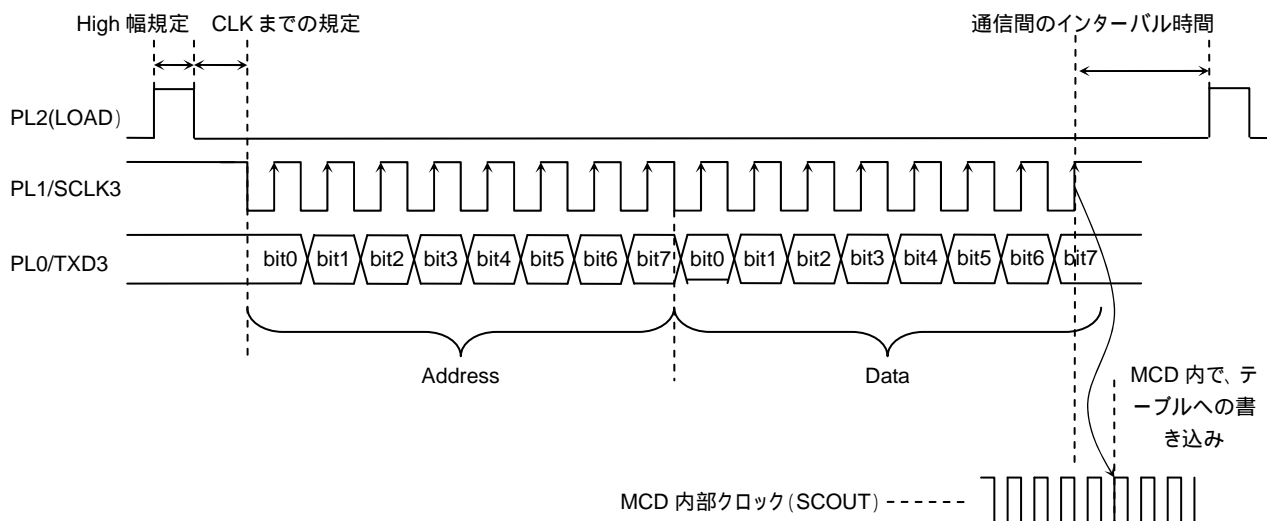 High 幅規定 CLK までの規定 通信間のインターバル時間
PL2(LOAD)
PL1/SCLK3
PL0/TXD3 bit0 bit1 bit2 bit3 bit4 bit5 bit6 bit7 bit0 bit1 bit2 bit3 bit4 bit5 bit6 bit7
Address Data
MCD 内で、テ
ーブルへの書
き込み
MCD 内部クロック(SCOUT)